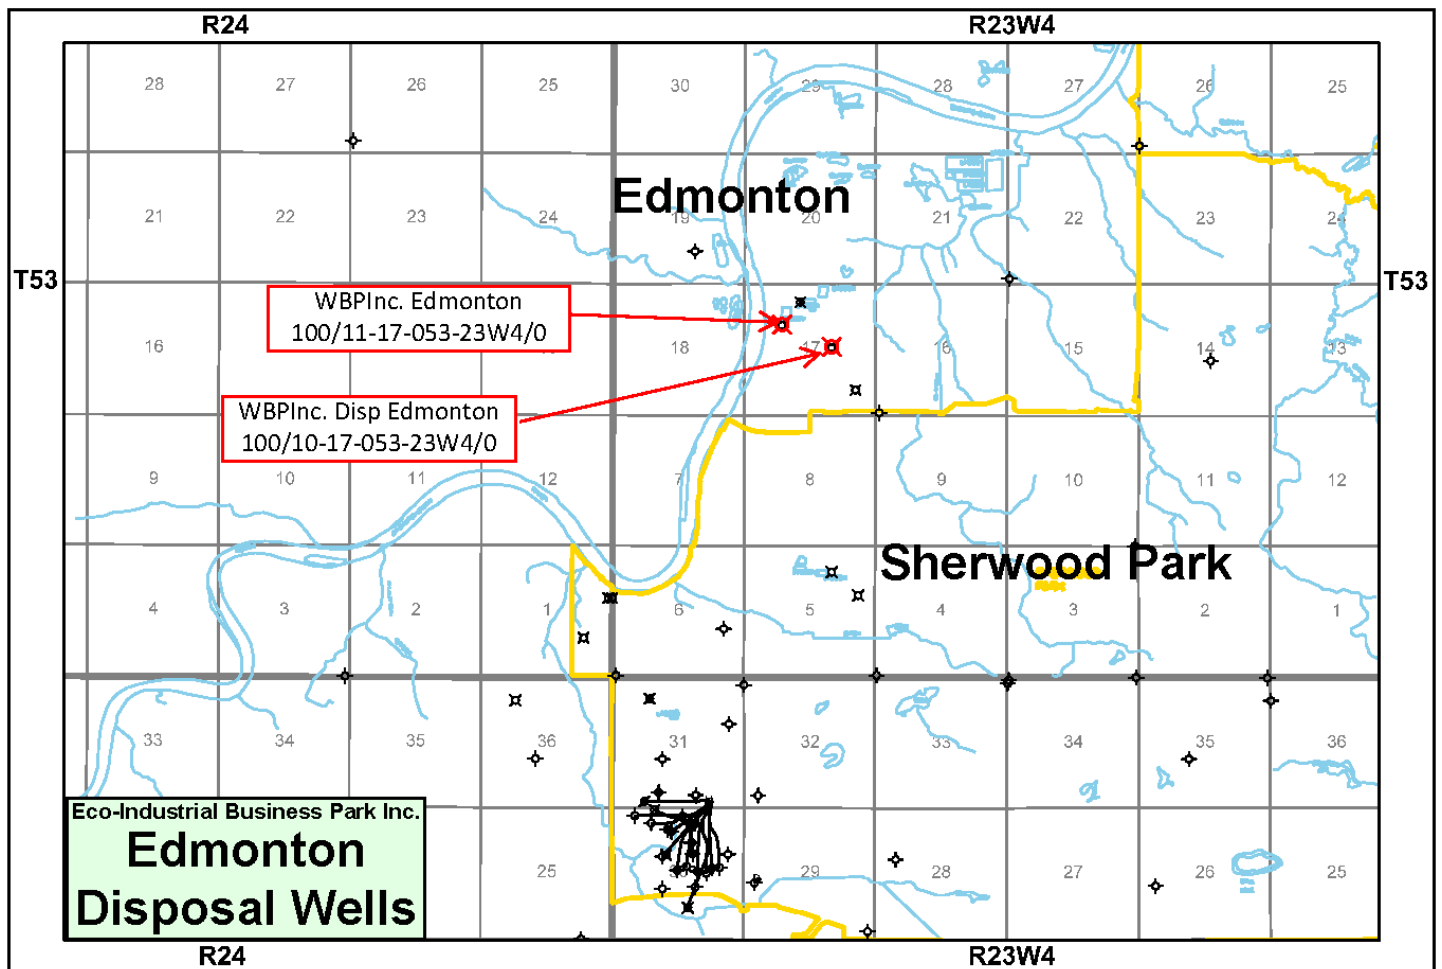 R24 R23W4
28 27 26 25 30 29 28 27 26 25
Edmonton
21 22 23 24 19 20 21 22 23 24
T53 T53
WBPInc. Edmonton
100/11-17-053-23W4/0
16 18 17 16 15 14 13
WBPInc. Disp Edmonton
100/10-17-053-23W4/0
9 10 11 12 7 8 9 10 11 12
Sherwood Park
4 3 2 1 6 5 4 3 2 1
33 34 35 36 31 32 33 34 35 36
Eco-Industrial Business Park Inc.
Edmonton
Disposal Wells
25 29 28 27 26 25
R24 R23W4